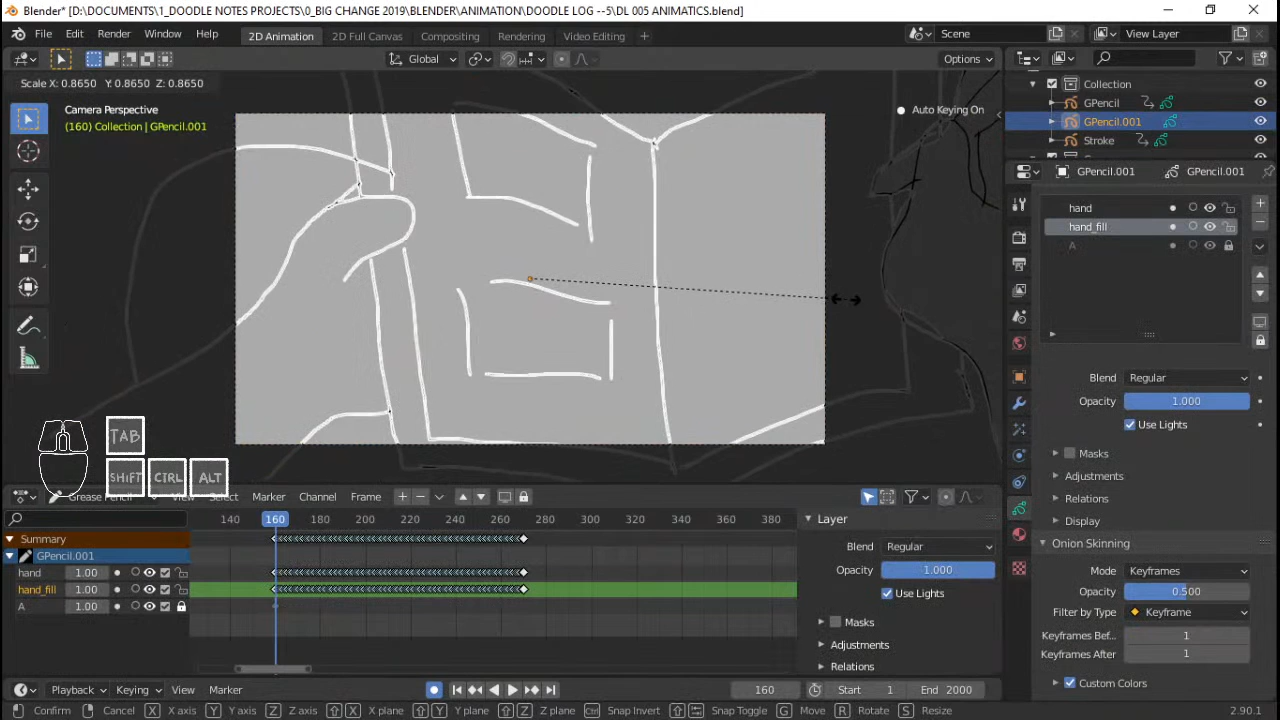 Blender* [D:\DOCUMENTS\1_DOODLE NOTES PROJECTS\0_BIG CHANGE 2019\BLENDER\ANIMATION\DOODLE LOG --5\DL 005 ANIMATICS.blend]
File Edit Render Window Help 2D Animation 2D Full Canvas Compositing Rendering Video Editing + Scene View Layer
Global Options
Scale X: 0.8650 Y: 0.8650 Z: 0.8650
Camera Perspective
(160) Collection | GPencil.001
Auto Keying On
Collection
GPencil
GPencil.001
Stroke
GPencil.001 GPencil.001
hand
hand_fill
A
Blend Regular
Opacity 1.000
Use Lights
Masks
Adjustments
Relations
Display
Onion Skinning
Mode Keyframes
Opacity 0.500
Filter by Type Keyframe
Keyframes Bef.. 1
Keyframes After 1
Custom Colors
TAB
SHIFT CTRL ALT
Grease Pencil View Select Marker Channel Frame
140 160 180 200 220 240 260 280 300 320 340 360 380
Summary
GPencil.001
hand 1.00
hand_fill 1.00
A 1.00
Layer
Blend Regular
Opacity 1.000
Use Lights
Masks
Adjustments
Relations
Playback Keying View Marker 160 Start 1 End 2000
Confirm Cancel X X axis Y Y axis Z Z axis X X plane Y Y plane Z Z plane Ctrl Snap Invert Snap Toggle G Move R Rotate S Resize 2.90.1